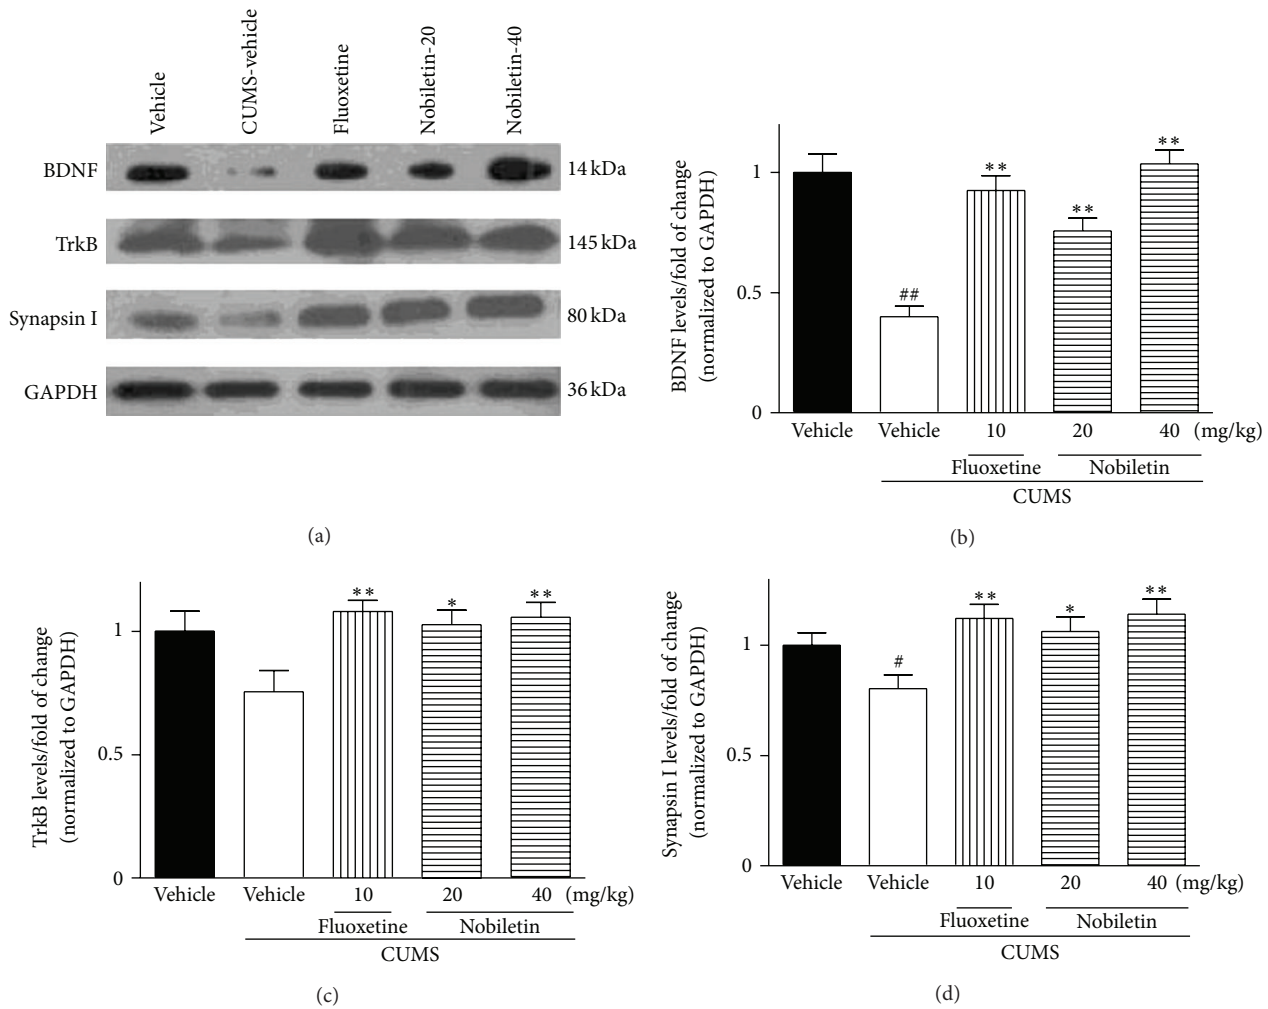 Vehicle
CUMS-vehicle
Fluoxetine
Nobiletin-20
Nobiletin-40
BDNF
14 kDa
TrkB
145 kDa
Synapsin I
80 kDa
GAPDH
36 kDa
(a)
BDNF levels/fold of change
(normalized to GAPDH)
1
0.5
0
##
**
**
**
Vehicle Vehicle 10 20 40 (mg/kg)
Fluoxetine Nobiletin
CUMS
(b)
TrkB levels/fold of change
(normalized to GAPDH)
1
0.5
0
**
*
**
Vehicle Vehicle 10 20 40 (mg/kg)
Fluoxetine Nobiletin
CUMS
(c)
Synapsin I levels/fold of change
(normalized to GAPDH)
1
0.5
0
#
**
*
**
Vehicle Vehicle 10 20 40 (mg/kg)
Fluoxetine Nobiletin
CUMS
(d)